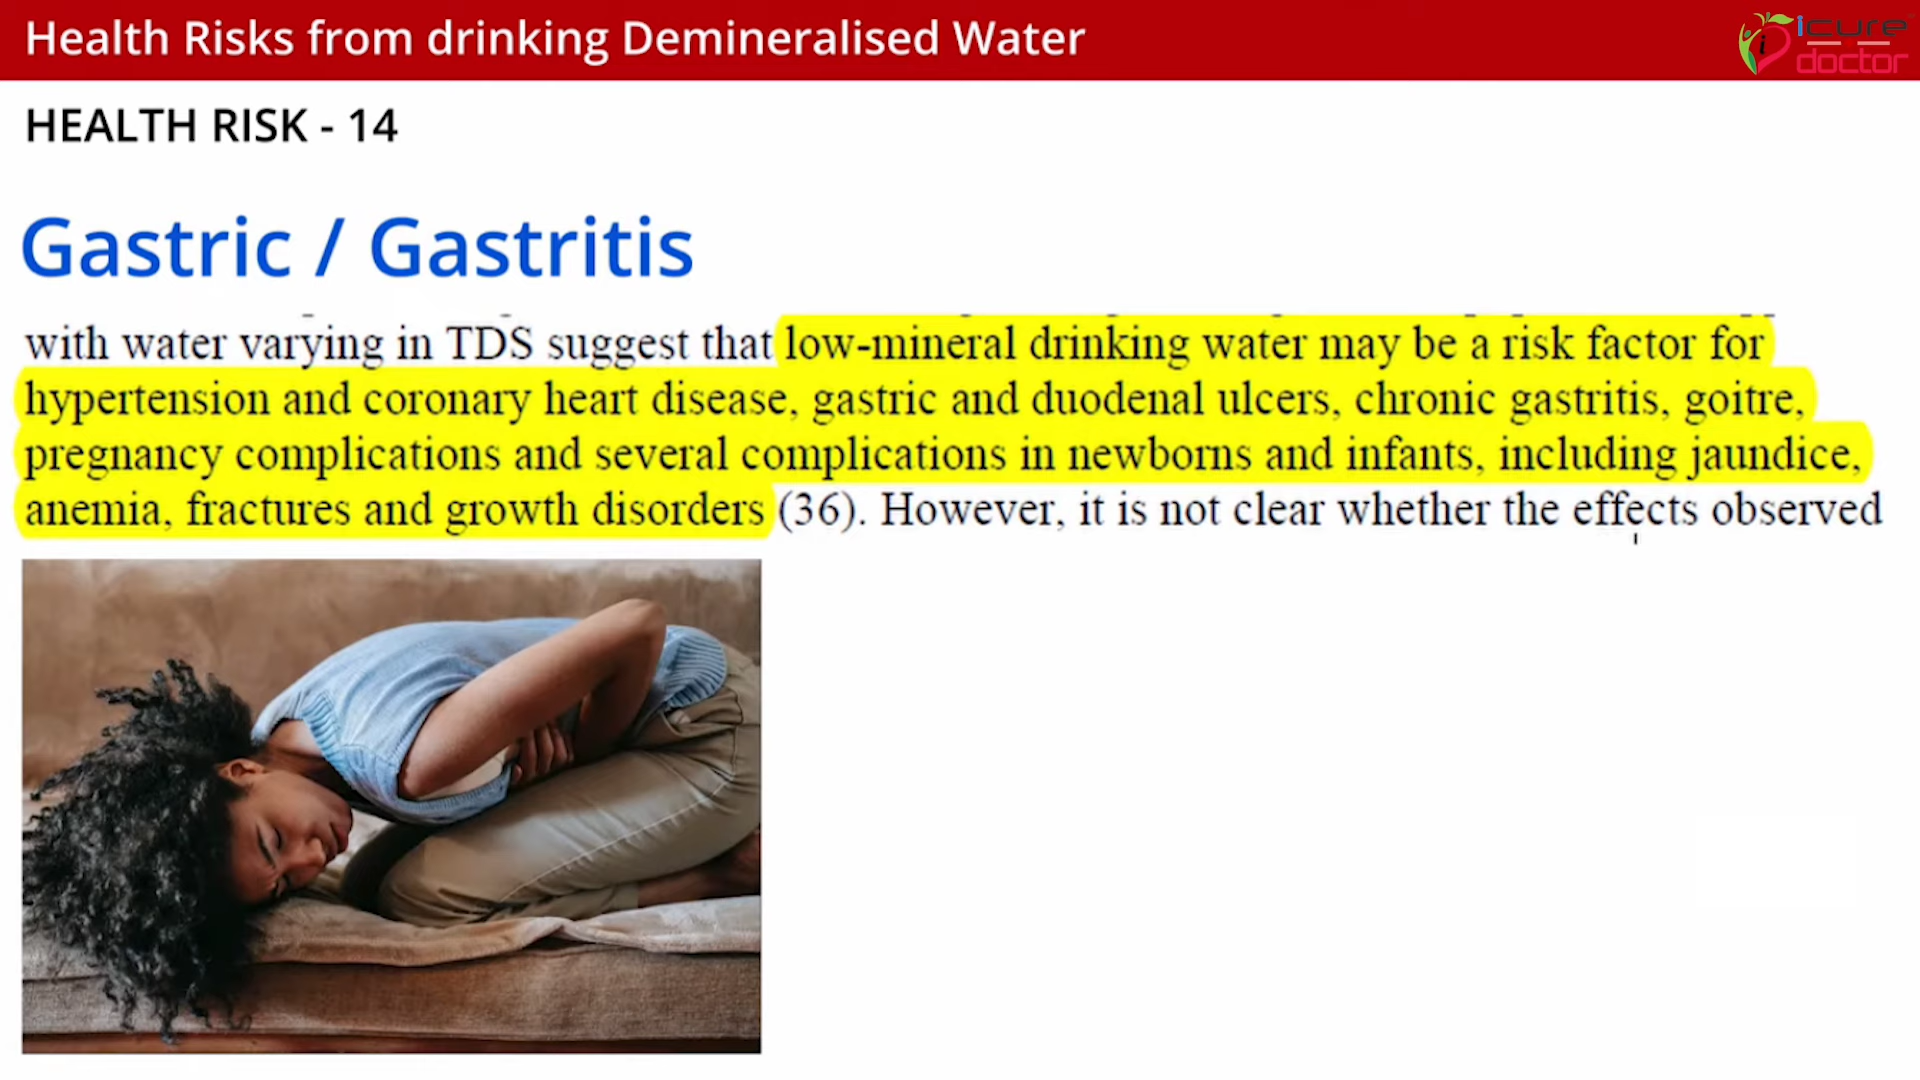 Health Risks from drinking Demineralised Water
icure
doctor
HEALTH RISK - 14
Gastric / Gastritis
with water varying in TDS suggest that low-mineral drinking water may be a risk factor for
hypertension and coronary heart disease, gastric and duodenal ulcers, chronic gastritis, goitre,
pregnancy complications and several complications in newborns and infants, including jaundice,
anemia, fractures and growth disorders (36). However, it is not clear whether the effects observed